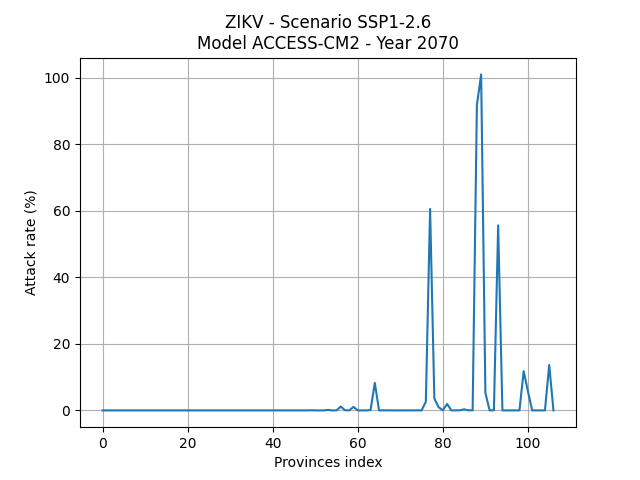 ZIKV - Scenario SSP1-2.6
Model ACCESS-CM2 - Year 2070
100
80
60
40
20
0
Attack rate (%)
0 20 40 60 80 100
Provinces index